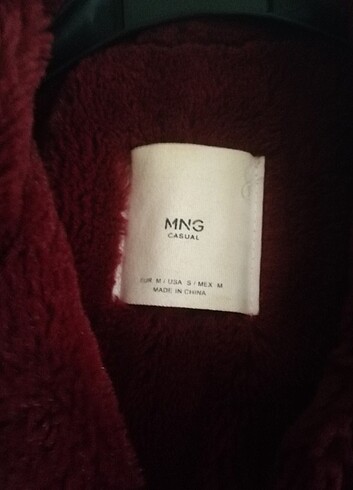 MNG
CASUAL
EUR M / USA S / MEX M
MADE IN CHINA